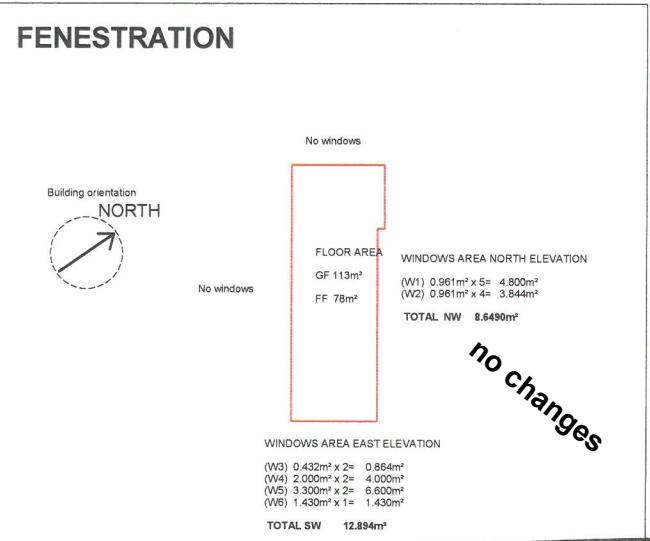 FENESTRATION
No windows
Building orientation
NORTH
No windows
FLOOR AREA
GF 113m²
FF 78m²
WINDOWS AREA NORTH ELEVATION
(W1) 0.961m² x 5= 4.800m²
(W2) 0.961m² x 4= 3.844m²
TOTAL NW 8.6490m²
no changes
WINDOWS AREA EAST ELEVATION
(W3) 0.432m² x 2= 0.864m²
(W4) 2.000m² x 2= 4.000m²
(W5) 3.300m² x 2= 6.600m²
(W6) 1.430m² x 1= 1.430m²
TOTAL SW 12.894m²